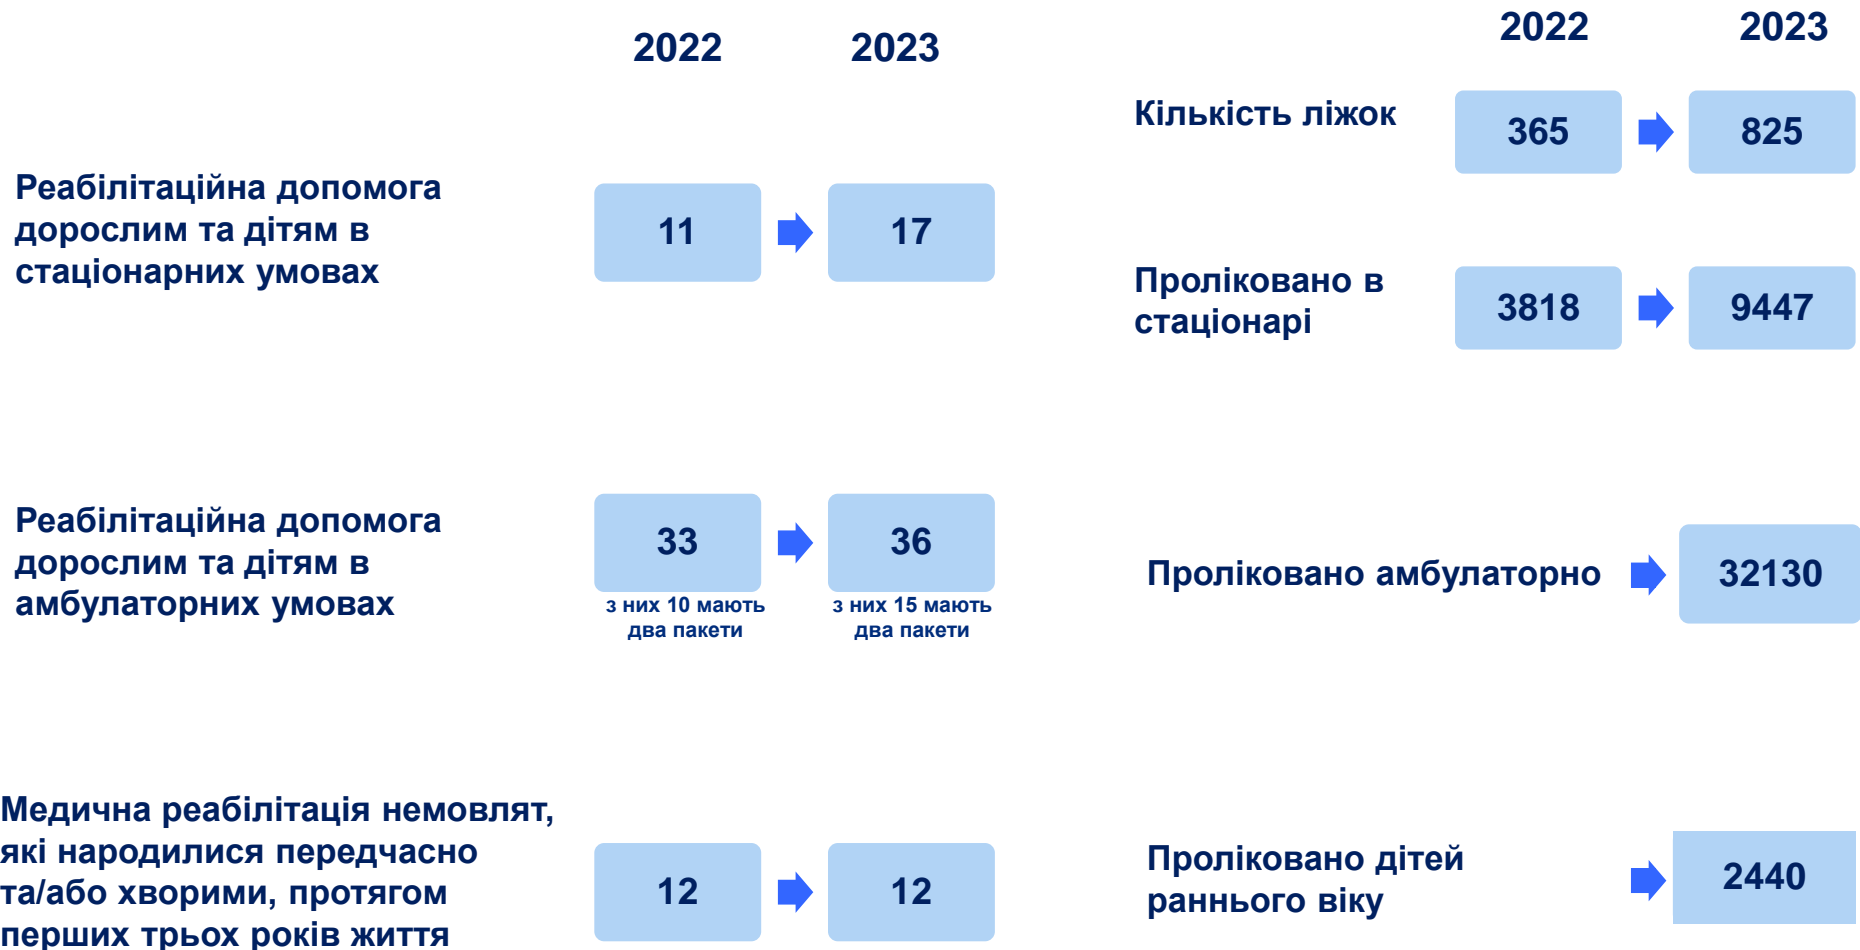 2022
2023
Реабілітаційна допомога
дорослим та дітям в
стаціонарних умовах
11
17
Реабілітаційна допомога
дорослим та дітям в
амбулаторних умовах
33
36
з них 10 мають
два пакети
з них 15 мають
два пакети
Медична реабілітація немовлят,
які народилися передчасно
та/або хворими, протягом
перших трьох років життя
12
12
2022
2023
Кількість ліжок
365
825
Проліковано в
стаціонарі
3818
9447
Проліковано амбулаторно
32130
Проліковано дітей
раннього віку
2440